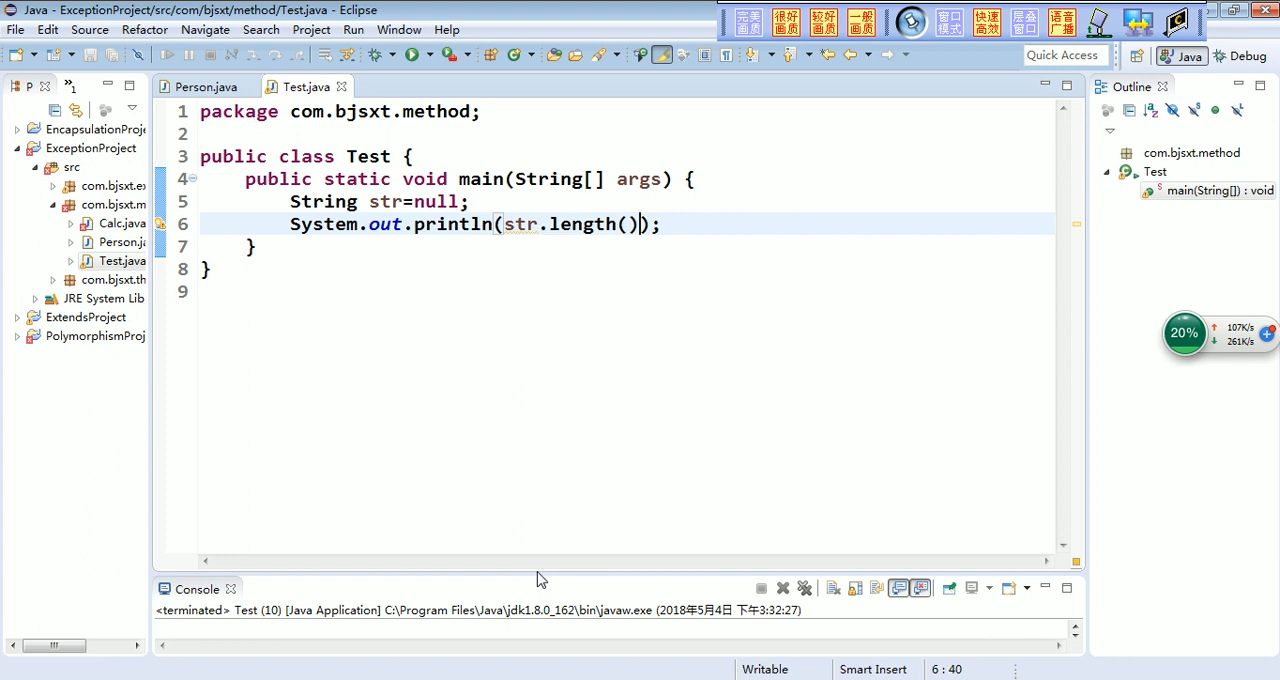 Java - ExceptionProject/src/com/bjsxt/method/Test.java - Eclipse
完美画质
很好画质
较好画质
一般画质
窗口模式
快速高效
层叠窗口
语音广播
File Edit Source Refactor Navigate Search Project Run Window Help
Quick Access
Java
Debug
P
»1
Person.java
Test.java
Outline
EncapsulationProje
ExceptionProject
src
com.bjsxt.ex
com.bjsxt.m
Calc.java
Person.ja
Test.java
com.bjsxt.th
JRE System Lib
ExtendsProject
PolymorphismProj
1 package com.bjsxt.method;
2
3 public class Test {
4 public static void main(String[] args) {
5 String str=null;
6 System.out.println(str.length());
7 }
8 }
9
com.bjsxt.method
Test
main(String[]) : void
20%
107K/s
261K/s
Console
<terminated> Test (10) [Java Application] C:\Program Files\Java\jdk1.8.0_162\bin\javaw.exe (2018年5月4日 下午3:32:27)
Writable
Smart Insert
6 : 40